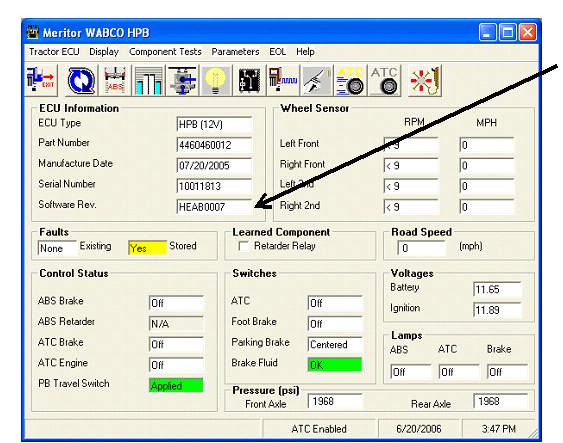 Meritor WABCO HPB
Tractor ECU Display Component Tests Parameters EOL Help
EXIT ABS ATC ATC
ECU Information
ECU Type HPB (12V)
Part Number 4460460012
Manufacture Date 07/20/2005
Serial Number 10011813
Software Rev. HEAB0007
Wheel Sensor
RPM MPH
Left Front < 9 0
Right Front < 9 0
Left 2nd < 9 0
Right 2nd < 9 0
Faults
None Existing Yes Stored
Learned Component
Retarder Relay
Road Speed
0 (mph)
Control Status
ABS Brake Off
ABS Retarder N/A
ATC Brake Off
ATC Engine Off
PB Travel Switch Applied
Switches
ATC Off
Foot Brake Off
Parking Brake Centered
Brake Fluid OK
Voltages
Battery 11.65
Ignition 11.89
Lamps
ABS ATC Brake
Off Off Off
Pressure (psi)
Front Axle 1968 Rear Axle 1968
ATC Enabled 6/20/2006 3:47 PM